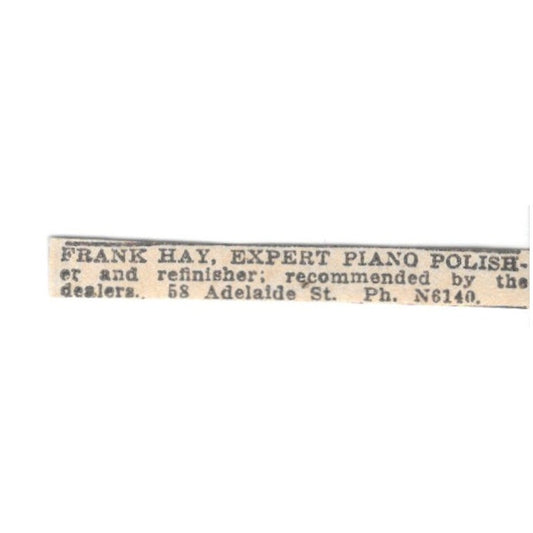 FRANK HAY, EXPERT PIANO POLISH-
er and refinisher; recommended by the
dealers. 58 Adelaide St. Ph. N6140.